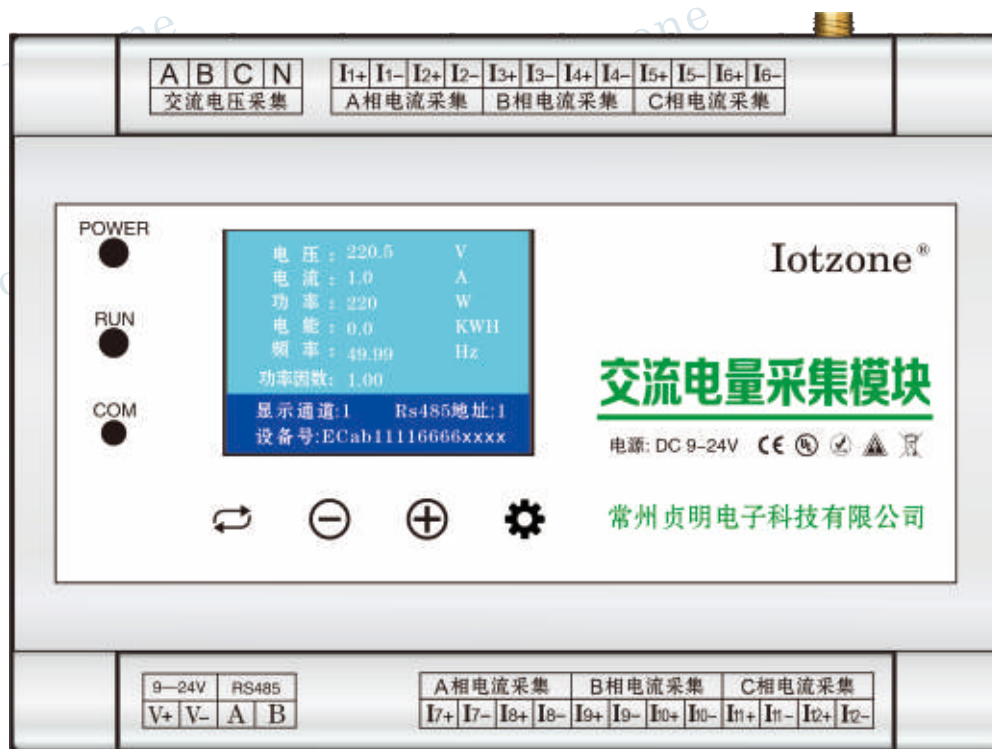 A B C N
交流电压采集
I1+ I1- I2+ I2- I3+ I3- I4+ I4- I5+ I5- I6+ I6-
A相电流采集 B相电流采集 C相电流采集
POWER
RUN
COM
电 压：220.5 V
电 流：1.0 A
功 率：220 W
电 能：0.0 KWH
频 率：49.99 Hz
功率因数：1.00
显示通道:1 Rs485地址:1
设备号:ECab11116666xxxx
Iotzone®
交流电量采集模块
电源: DC 9-24V CE
常州贞明电子科技有限公司
9—24V RS485
V+ V- A B
A相电流采集 B相电流采集 C相电流采集
I7+ I7- I8+ I8- I9+ I9- I10+ I10- I11+ I11- I12+ I12-